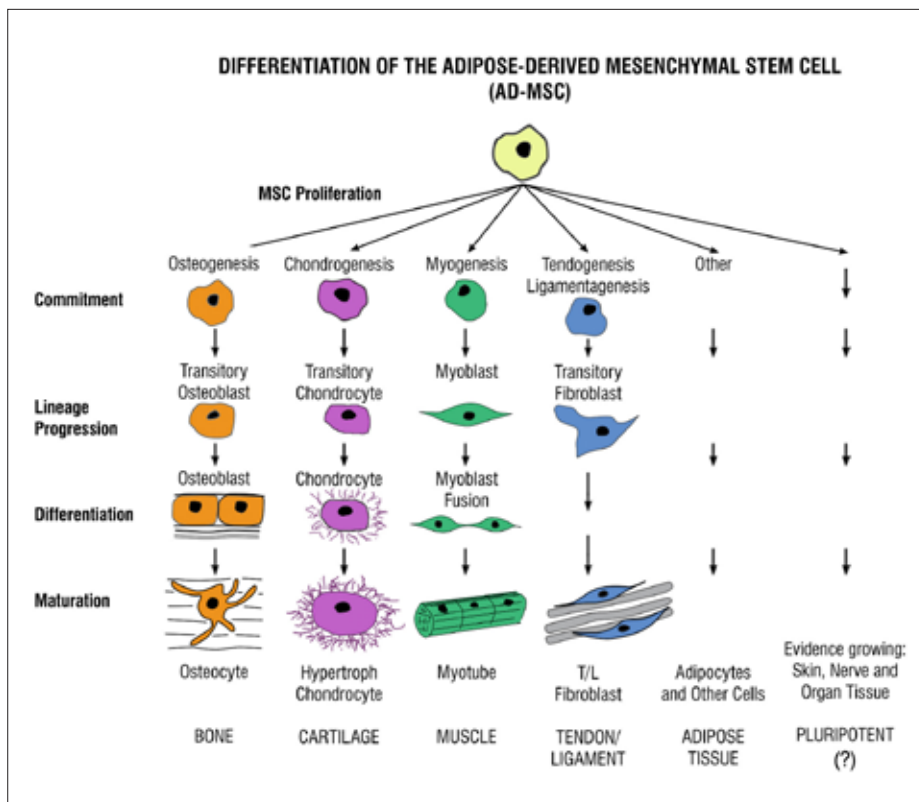 DIFFERENTIATION OF THE ADIPOSE-DERIVED MESENCHYMAL STEM CELL
(AD-MSC)
MSC Proliferation
Osteogenesis
Chondrogenesis
Myogenesis
Tendogenesis
Ligamentagenesis
Other
Commitment
Transitory
Osteoblast
Transitory
Chondrocyte
Myoblast
Transitory
Fibroblast
Lineage
Progression
Osteoblast
Chondrocyte
Myoblast
Fusion
Differentiation
Maturation
Osteocyte
Hypertroph
Chondrocyte
Myotube
T/L
Fibroblast
Adipocytes
and Other Cells
Evidence growing:
Skin, Nerve and
Organ Tissue
BONE
CARTILAGE
MUSCLE
TENDON/
LIGAMENT
ADIPOSE
TISSUE
PLURIPOTENT
(?)